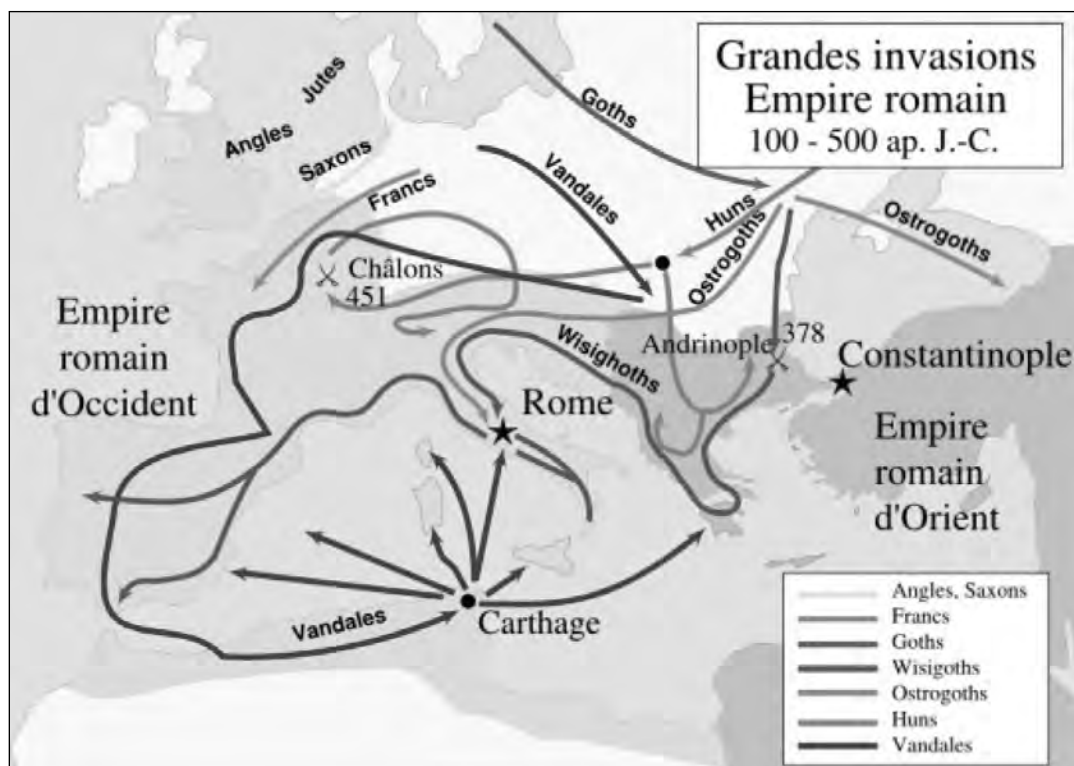 Grandes invasions
Empire romain
100 - 500 ap. J.-C.
Goths
Jutes
Angles
Saxons
Francs
Vandales
Huns
Ostrogoths
Ostrogoths
Châlons
451
Empire
romain
d'Occident
Wisighoths
Andrinople
378
Constantinople
Rome
Empire
romain
d'Orient
Vandales
Carthage
Angles, Saxons
Francs
Goths
Wisigoths
Ostrogoths
Huns
Vandales